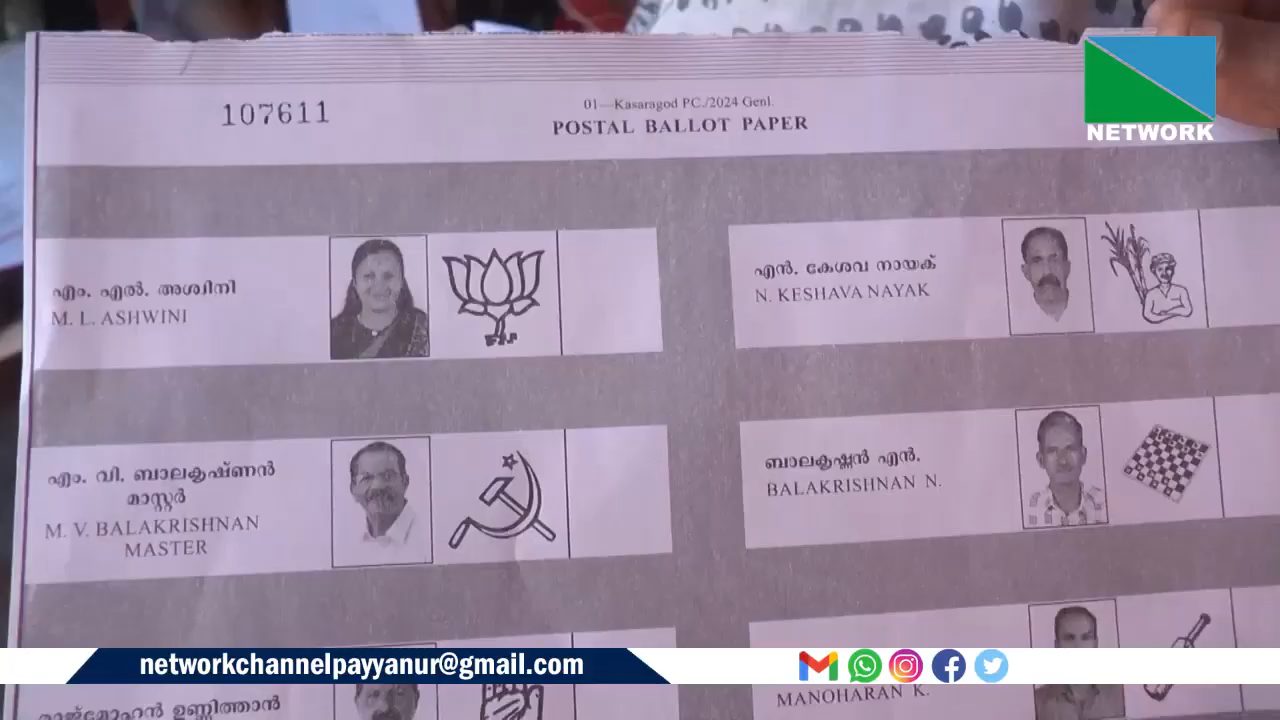 107611
01—Kasaragod PC./2024 Genl.
POSTAL BALLOT PAPER
NETWORK
എം. എൽ. അശ്വിനി
M. L. ASHWINI
എം. വി. ബാലകൃഷ്ണൻ
മാസ്റ്റർ
M. V. BALAKRISHNAN
MASTER
ഉണ്ണിത്താൻ
എൻ. കേശവ നായക്
N. KESHAVA NAYAK
ബാലകൃഷ്ണൻ എൻ.
BALAKRISHNAN N.
MANOHARAN K.
networkchannelpayyanur@gmail.com